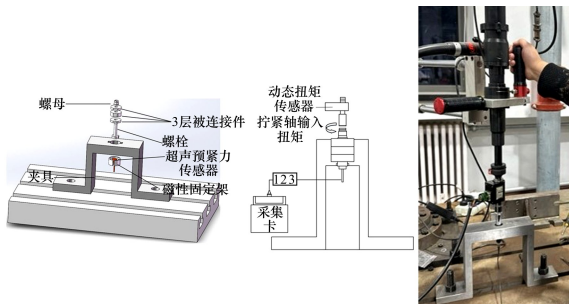 螺母
3层被连接件
螺栓
超声预紧力
传感器
夹具
磁性固定架
动态扭矩
传感器
拧紧轴输入
扭矩
123
采集
卡